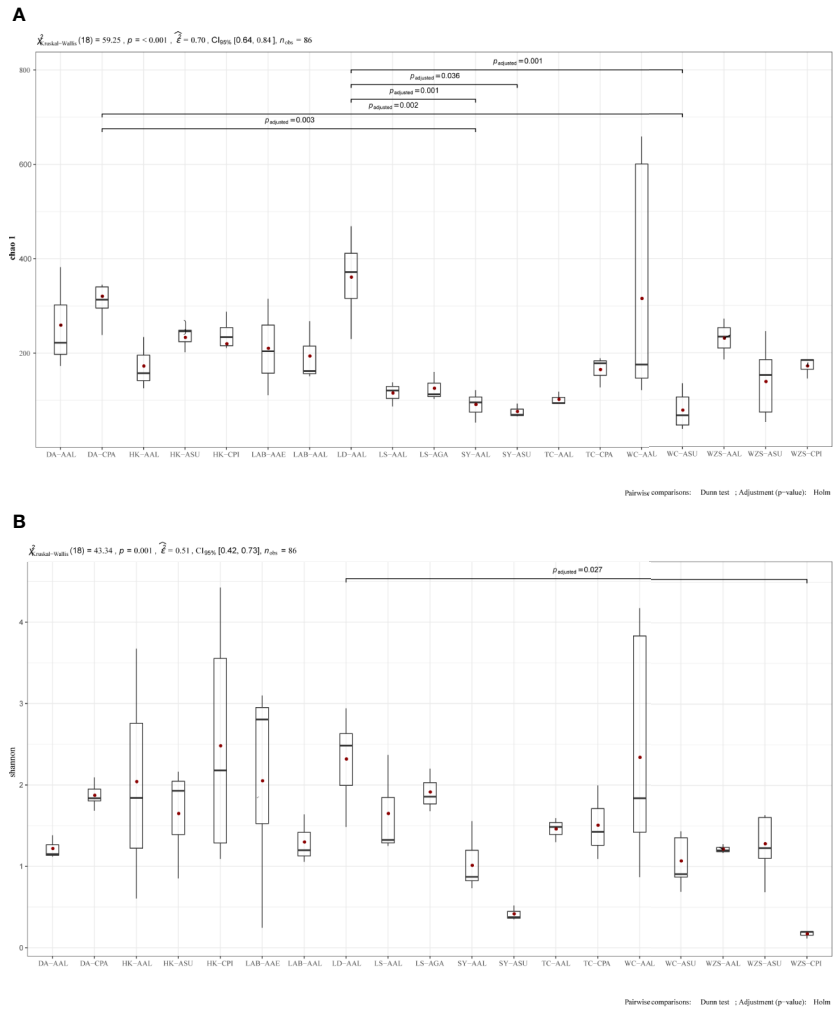 A
χ̂²Kruskal−Wallis (18) = 59.25 , p = < 0.001 , ε̂² = 0.70 , CI95% [0.64, 0.84], nobs = 86
padjusted = 0.001
padjusted = 0.036
padjusted = 0.001
padjusted = 0.002
padjusted = 0.003
800
600
400
200
chao 1
DA−AAL DA−CPA HK−AAL HK−ASU HK−CPI LAB−AAE LAB−AAL LD−AAL LS−AAL LS−AGA SY−AAL SY−ASU TC−AAL TC−CPA WC−AAL WC−ASU WZS−AAL WZS−ASU WZS−CPI
Pairwise comparisons: Dunn test ; Adjustment (p−value): Holm
B
χ̂²Kruskal−Wallis (18) = 43.34 , p = 0.001 , ε̂² = 0.51 , CI95% [0.42, 0.73], nobs = 86
padjusted = 0.027
4
3
2
1
0
shannon
DA−AAL DA−CPA HK−AAL HK−ASU HK−CPI LAB−AAE LAB−AAL LD−AAL LS−AAL LS−AGA SY−AAL SY−ASU TC−AAL TC−CPA WC−AAL WC−ASU WZS−AAL WZS−ASU WZS−CPI
Pairwise comparisons: Dunn test ; Adjustment (p−value): Holm